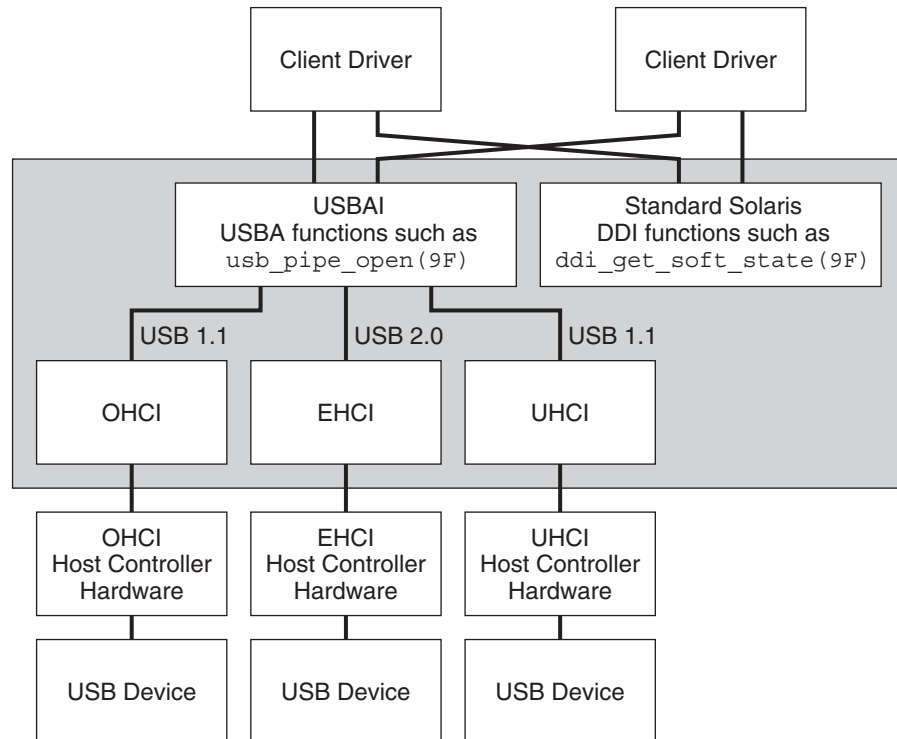 Client Driver
Client Driver
USBAI
USBA functions such as
usb_pipe_open(9F)
Standard Solaris
DDI functions such as
ddi_get_soft_state(9F)
USB 1.1
USB 2.0
USB 1.1
OHCI
EHCI
UHCI
OHCI
Host Controller
Hardware
EHCI
Host Controller
Hardware
UHCI
Host Controller
Hardware
USB Device
USB Device
USB Device